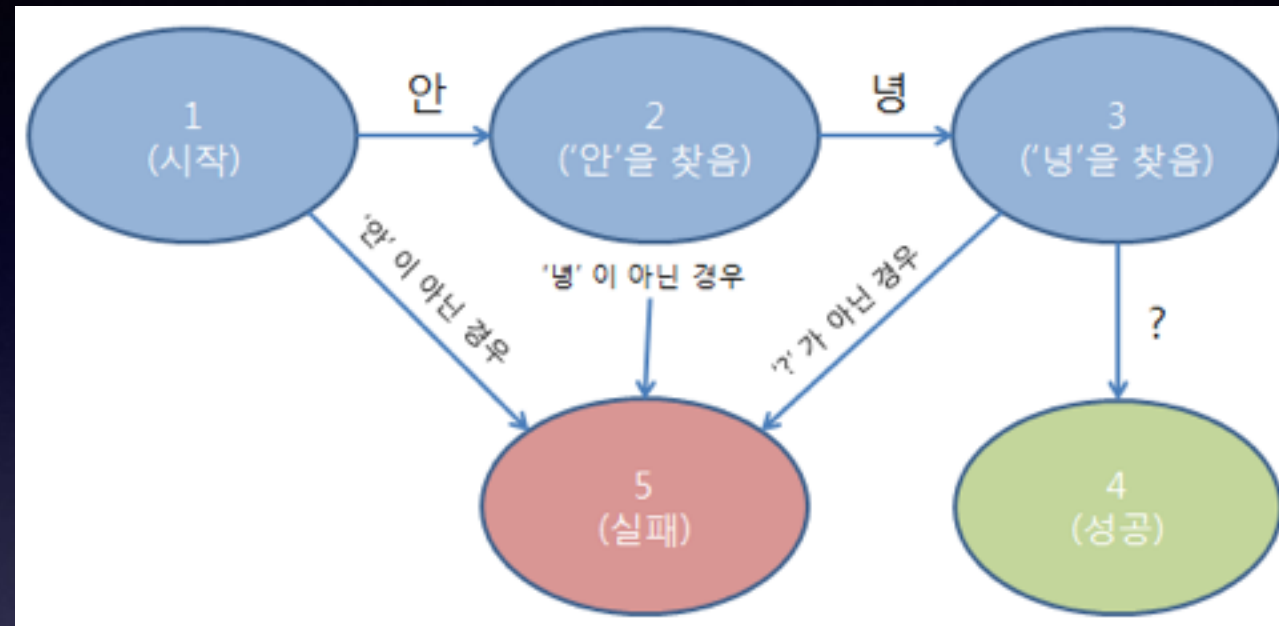 안
녕
1
(시작)
2
('안'을 찾음)
3
('녕'을 찾음)
'안' 이 아닌 경우
'녕' 이 아닌 경우
'?' 가 아닌 경우
?
5
(실패)
4
(성공)